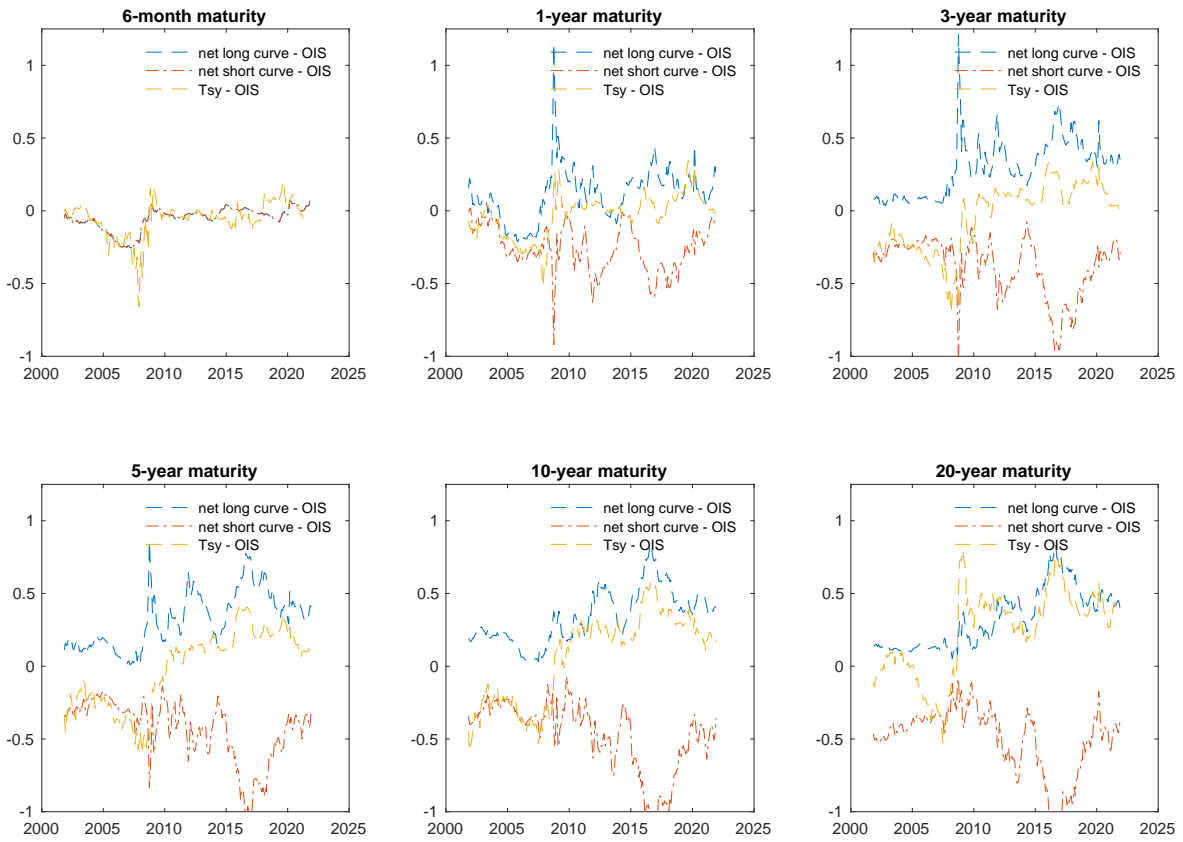 6-month maturity
net long curve - OIS
net short curve - OIS
Tsy - OIS
1
0.5
0
-0.5
-1
2000 2005 2010 2015 2020 2025
1-year maturity
net long curve - OIS
net short curve - OIS
Tsy - OIS
1
0.5
0
-0.5
-1
2000 2005 2010 2015 2020 2025
3-year maturity
net long curve - OIS
net short curve - OIS
Tsy - OIS
1
0.5
0
-0.5
-1
2000 2005 2010 2015 2020 2025
5-year maturity
net long curve - OIS
net short curve - OIS
Tsy - OIS
1
0.5
0
-0.5
-1
2000 2005 2010 2015 2020 2025
10-year maturity
net long curve - OIS
net short curve - OIS
Tsy - OIS
1
0.5
0
-0.5
-1
2000 2005 2010 2015 2020 2025
20-year maturity
net long curve - OIS
net short curve - OIS
Tsy - OIS
1
0.5
0
-0.5
-1
2000 2005 2010 2015 2020 2025